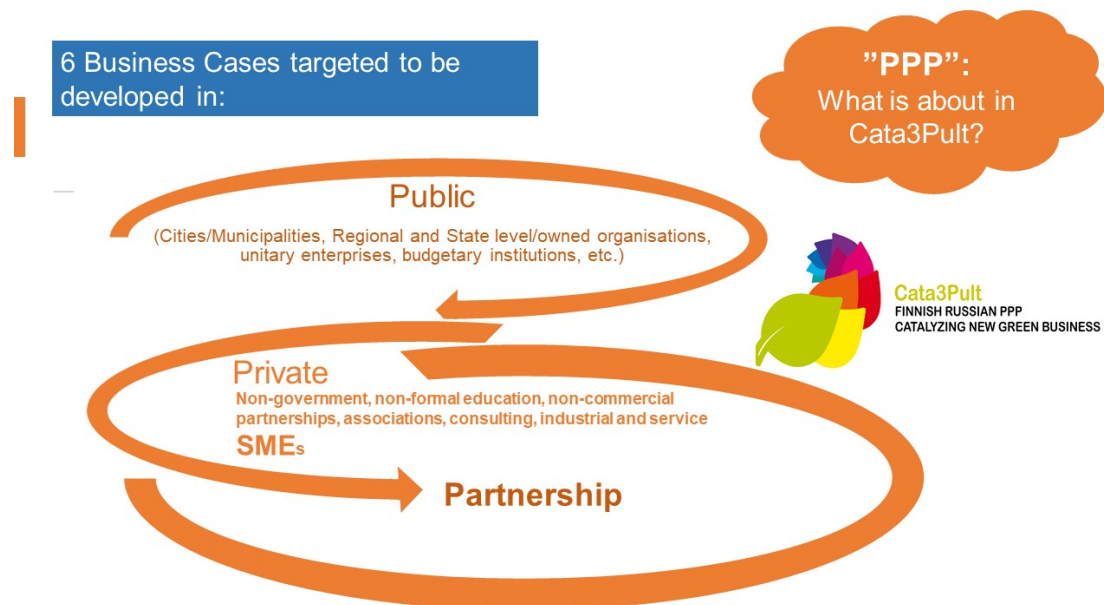 6 Business Cases targeted to be
developed in:
”PPP”:
What is about in
Cata3Pult?
Public
(Cities/Municipalities, Regional and State level/owned organisations,
unitary enterprises, budgetary institutions, etc.)
Cata3Pult
FINNISH RUSSIAN PPP
CATALYZING NEW GREEN BUSINESS
Private
Non-government, non-formal education, non-commercial
partnerships, associations, consulting, industrial and service
SMEs
Partnership